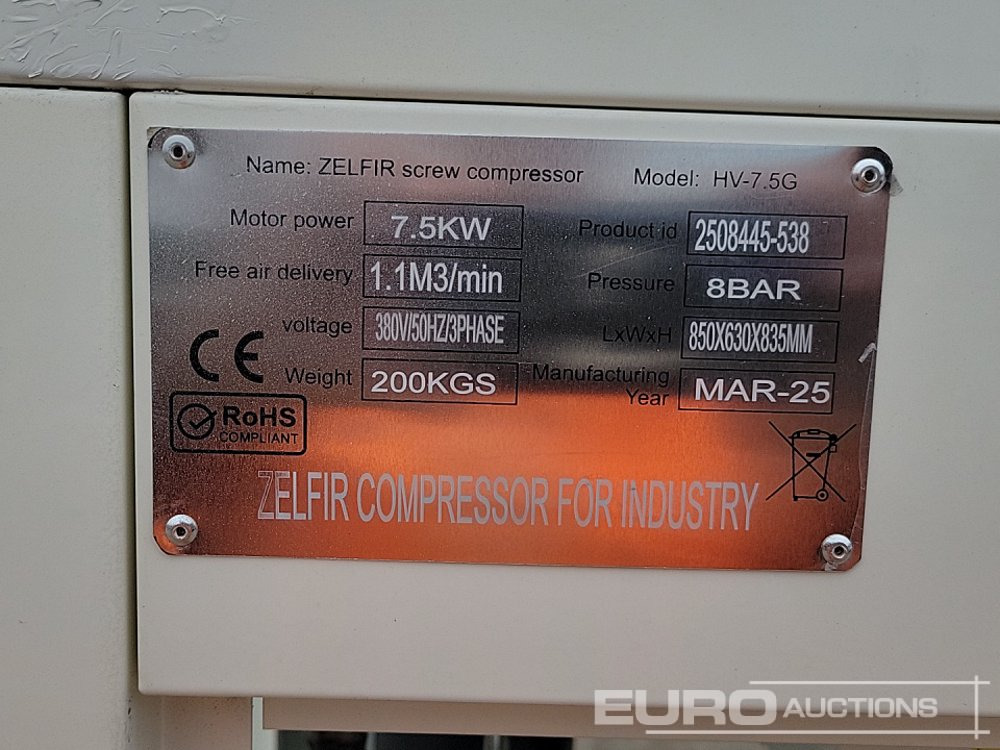 Name: ZELFIR screw compressor Model: HV-7.5G
Motor power 7.5KW Product id 2508445-538
Free air delivery 1.1M3/min Pressure 8BAR
voltage 380V/50HZ/3PHASE LxWxH 850X630X835MM
Weight 200KGS Manufacturing Year MAR-25
CE
RoHS
COMPLIANT
ZELFIR COMPRESSOR FOR INDUSTRY
EURO AUCTIONS